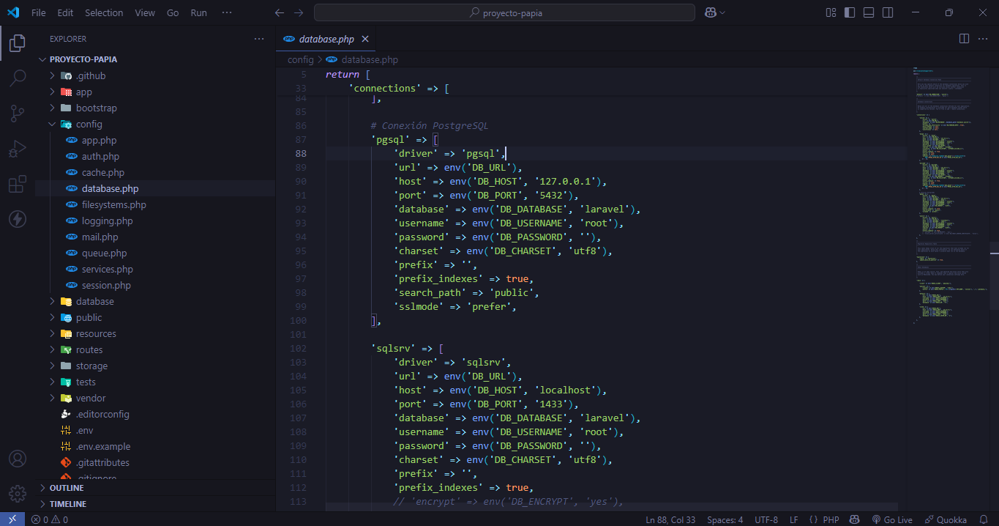 File Edit Selection View Go Run ··· proyecto-papia
EXPLORER ···
PROYECTO-PAPIA
.github
app
bootstrap
config
app.php
auth.php
cache.php
database.php
filesystems.php
logging.php
mail.php
queue.php
services.php
session.php
database
public
resources
routes
storage
tests
vendor
.editorconfig
.env
.env.example
.gitattributes
.gitignore
OUTLINE
TIMELINE
database.php
config > database.php
5 return [
33 'connections' => [
84 ],
85
86 # Conexión PostgreSQL
87 'pgsql' => [
88 'driver' => 'pgsql',
89 'url' => env('DB_URL'),
90 'host' => env('DB_HOST', '127.0.0.1'),
91 'port' => env('DB_PORT', '5432'),
92 'database' => env('DB_DATABASE', 'laravel'),
93 'username' => env('DB_USERNAME', 'root'),
94 'password' => env('DB_PASSWORD', ''),
95 'charset' => env('DB_CHARSET', 'utf8'),
96 'prefix' => '',
97 'prefix_indexes' => true,
98 'search_path' => 'public',
99 'sslmode' => 'prefer',
100 ],
101
102 'sqlsrv' => [
103 'driver' => 'sqlsrv',
104 'url' => env('DB_URL'),
105 'host' => env('DB_HOST', 'localhost'),
106 'port' => env('DB_PORT', '1433'),
107 'database' => env('DB_DATABASE', 'laravel'),
108 'username' => env('DB_USERNAME', 'root'),
109 'password' => env('DB_PASSWORD', ''),
110 'charset' => env('DB_CHARSET', 'utf8'),
111 'prefix' => '',
112 'prefix_indexes' => true,
113 // 'encrypt' => env('DB_ENCRYPT', 'yes'),
0 0 Ln 88, Col 33 Spaces: 4 UTF-8 LF {} PHP Go Live Quokka